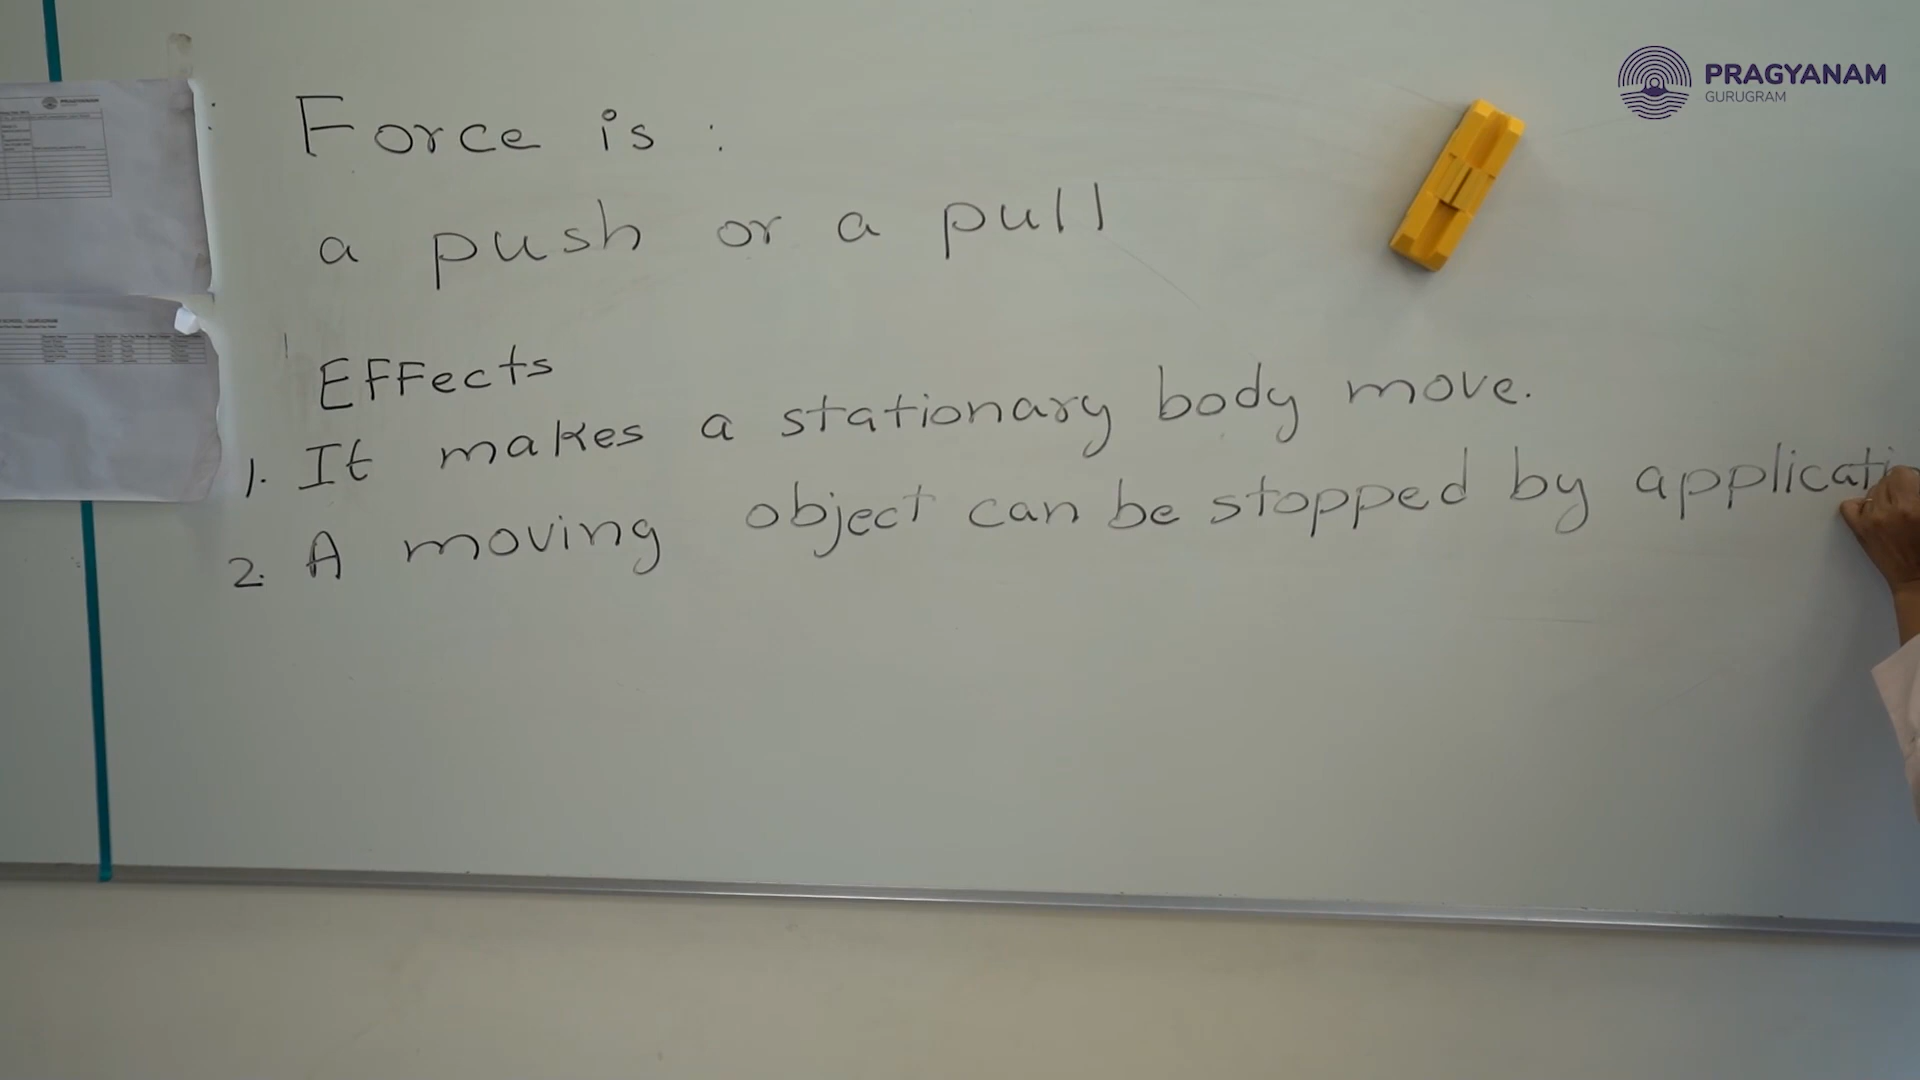 PRAGYANAM
GURUGRAM
Force is :
a push or a pull
Effects
1. It makes a stationary body move.
2. A moving object can be stopped by applicati